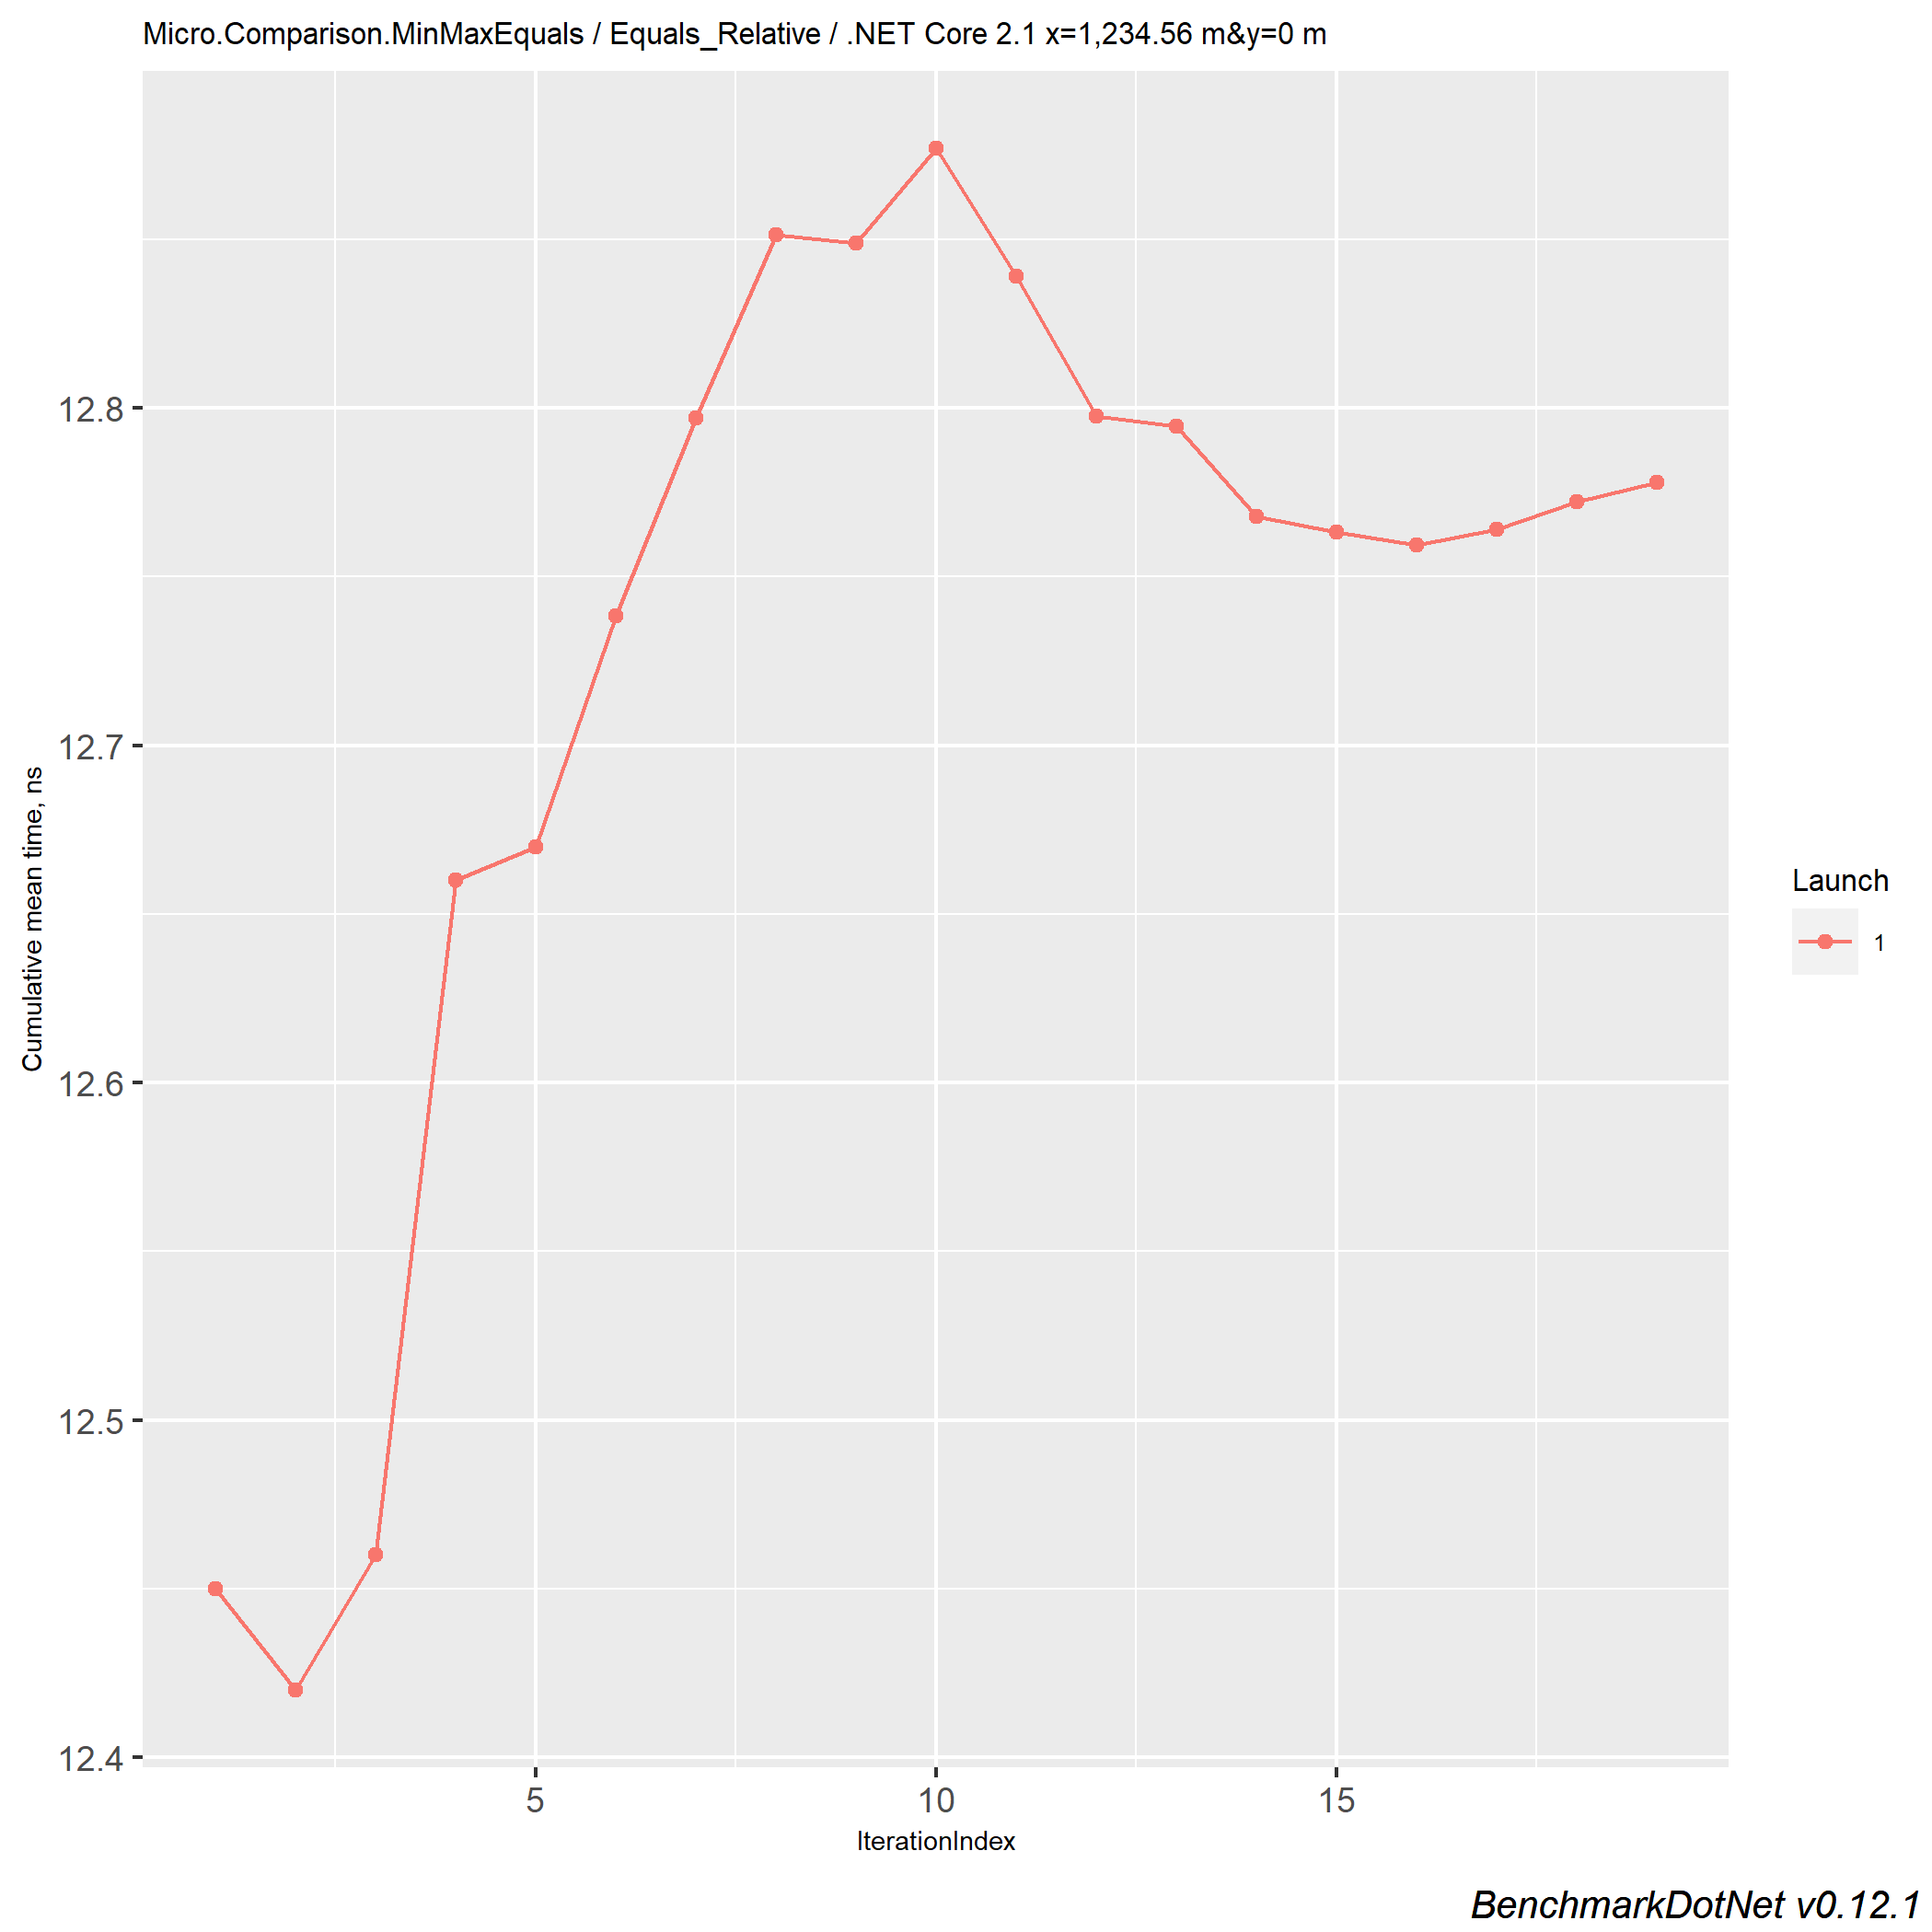 Micro.Comparison.MinMaxEquals / Equals_Relative / .NET Core 2.1 x=1,234.56 m&y=0 m
Cumulative mean time, ns
12.8
12.7
12.6
12.5
12.4
5
10
15
IterationIndex
Launch
1
BenchmarkDotNet v0.12.1